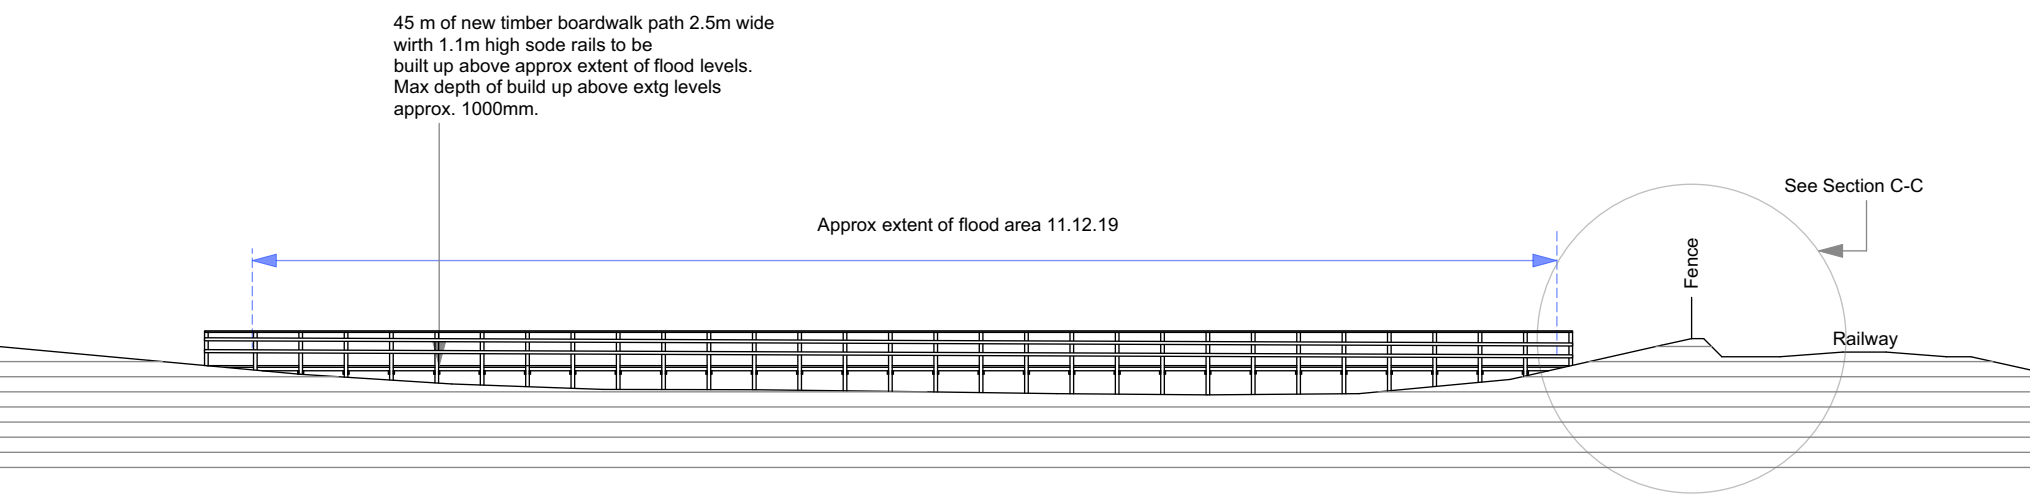 45 m of new timber boardwalk path 2.5m wide
wirth 1.1m high sode rails to be
built up above approx extent of flood levels.
Max depth of build up above extg levels
approx. 1000mm.
See Section C-C
Approx extent of flood area 11.12.19
Fence
Railway